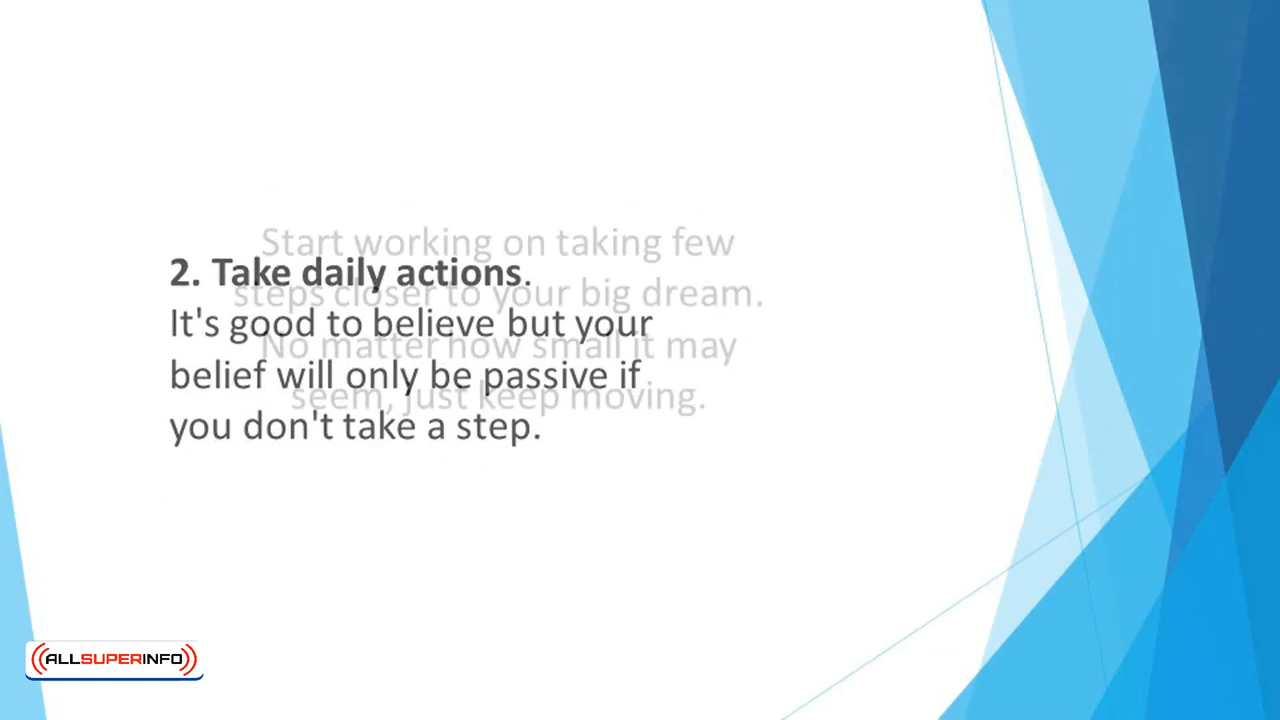 Start working on taking few
steps closer to your big dream.
No matter how small it may
seem, just keep moving.
2. Take daily actions.
It's good to believe but your
belief will only be passive if
you don't take a step.
ALLSUPERINFO